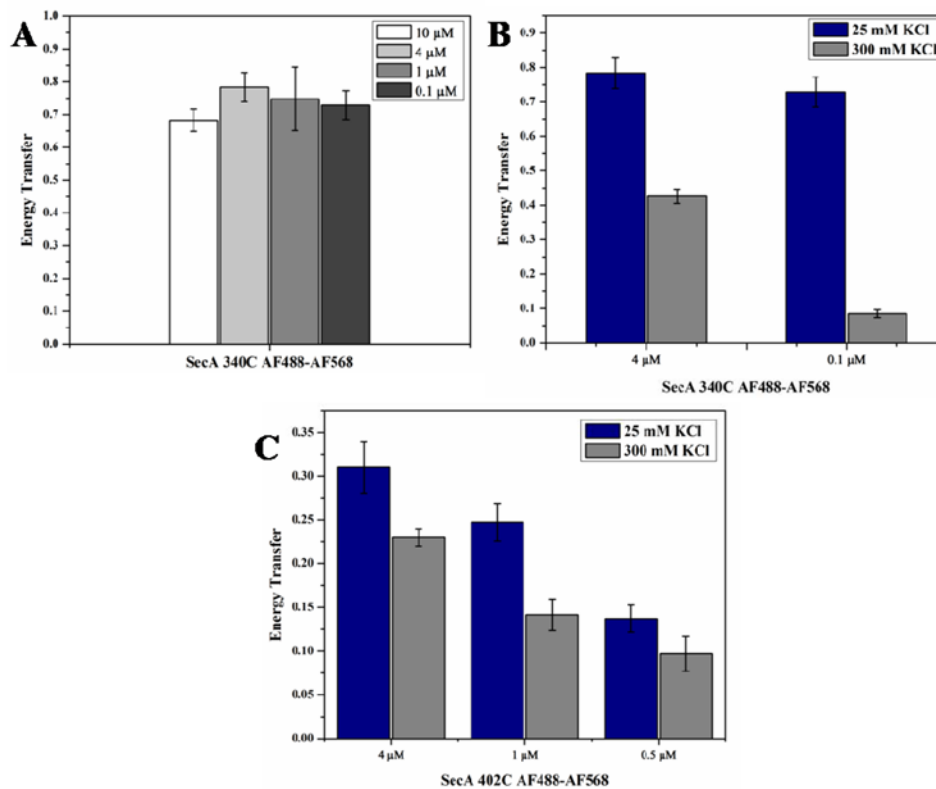 A
10 µM
4 µM
1 µM
0.1 µM
0.8
0.7
0.6
0.5
0.4
0.3
0.2
0.1
0.0
Energy Transfer
1.0
0.9
SecA 340C AF488-AF568
B
25 mM KCl
300 mM KCl
0.9
0.8
0.7
0.6
0.5
0.4
0.3
0.2
0.1
0.0
Energy Transfer
4 µM
0.1 µM
SecA 340C AF488-AF568
C
25 mM KCl
300 mM KCl
0.35
0.30
0.25
0.20
0.15
0.10
0.05
0.00
Energy Transfer
4 µM
1 µM
0.5 µM
SecA 402C AF488-AF568